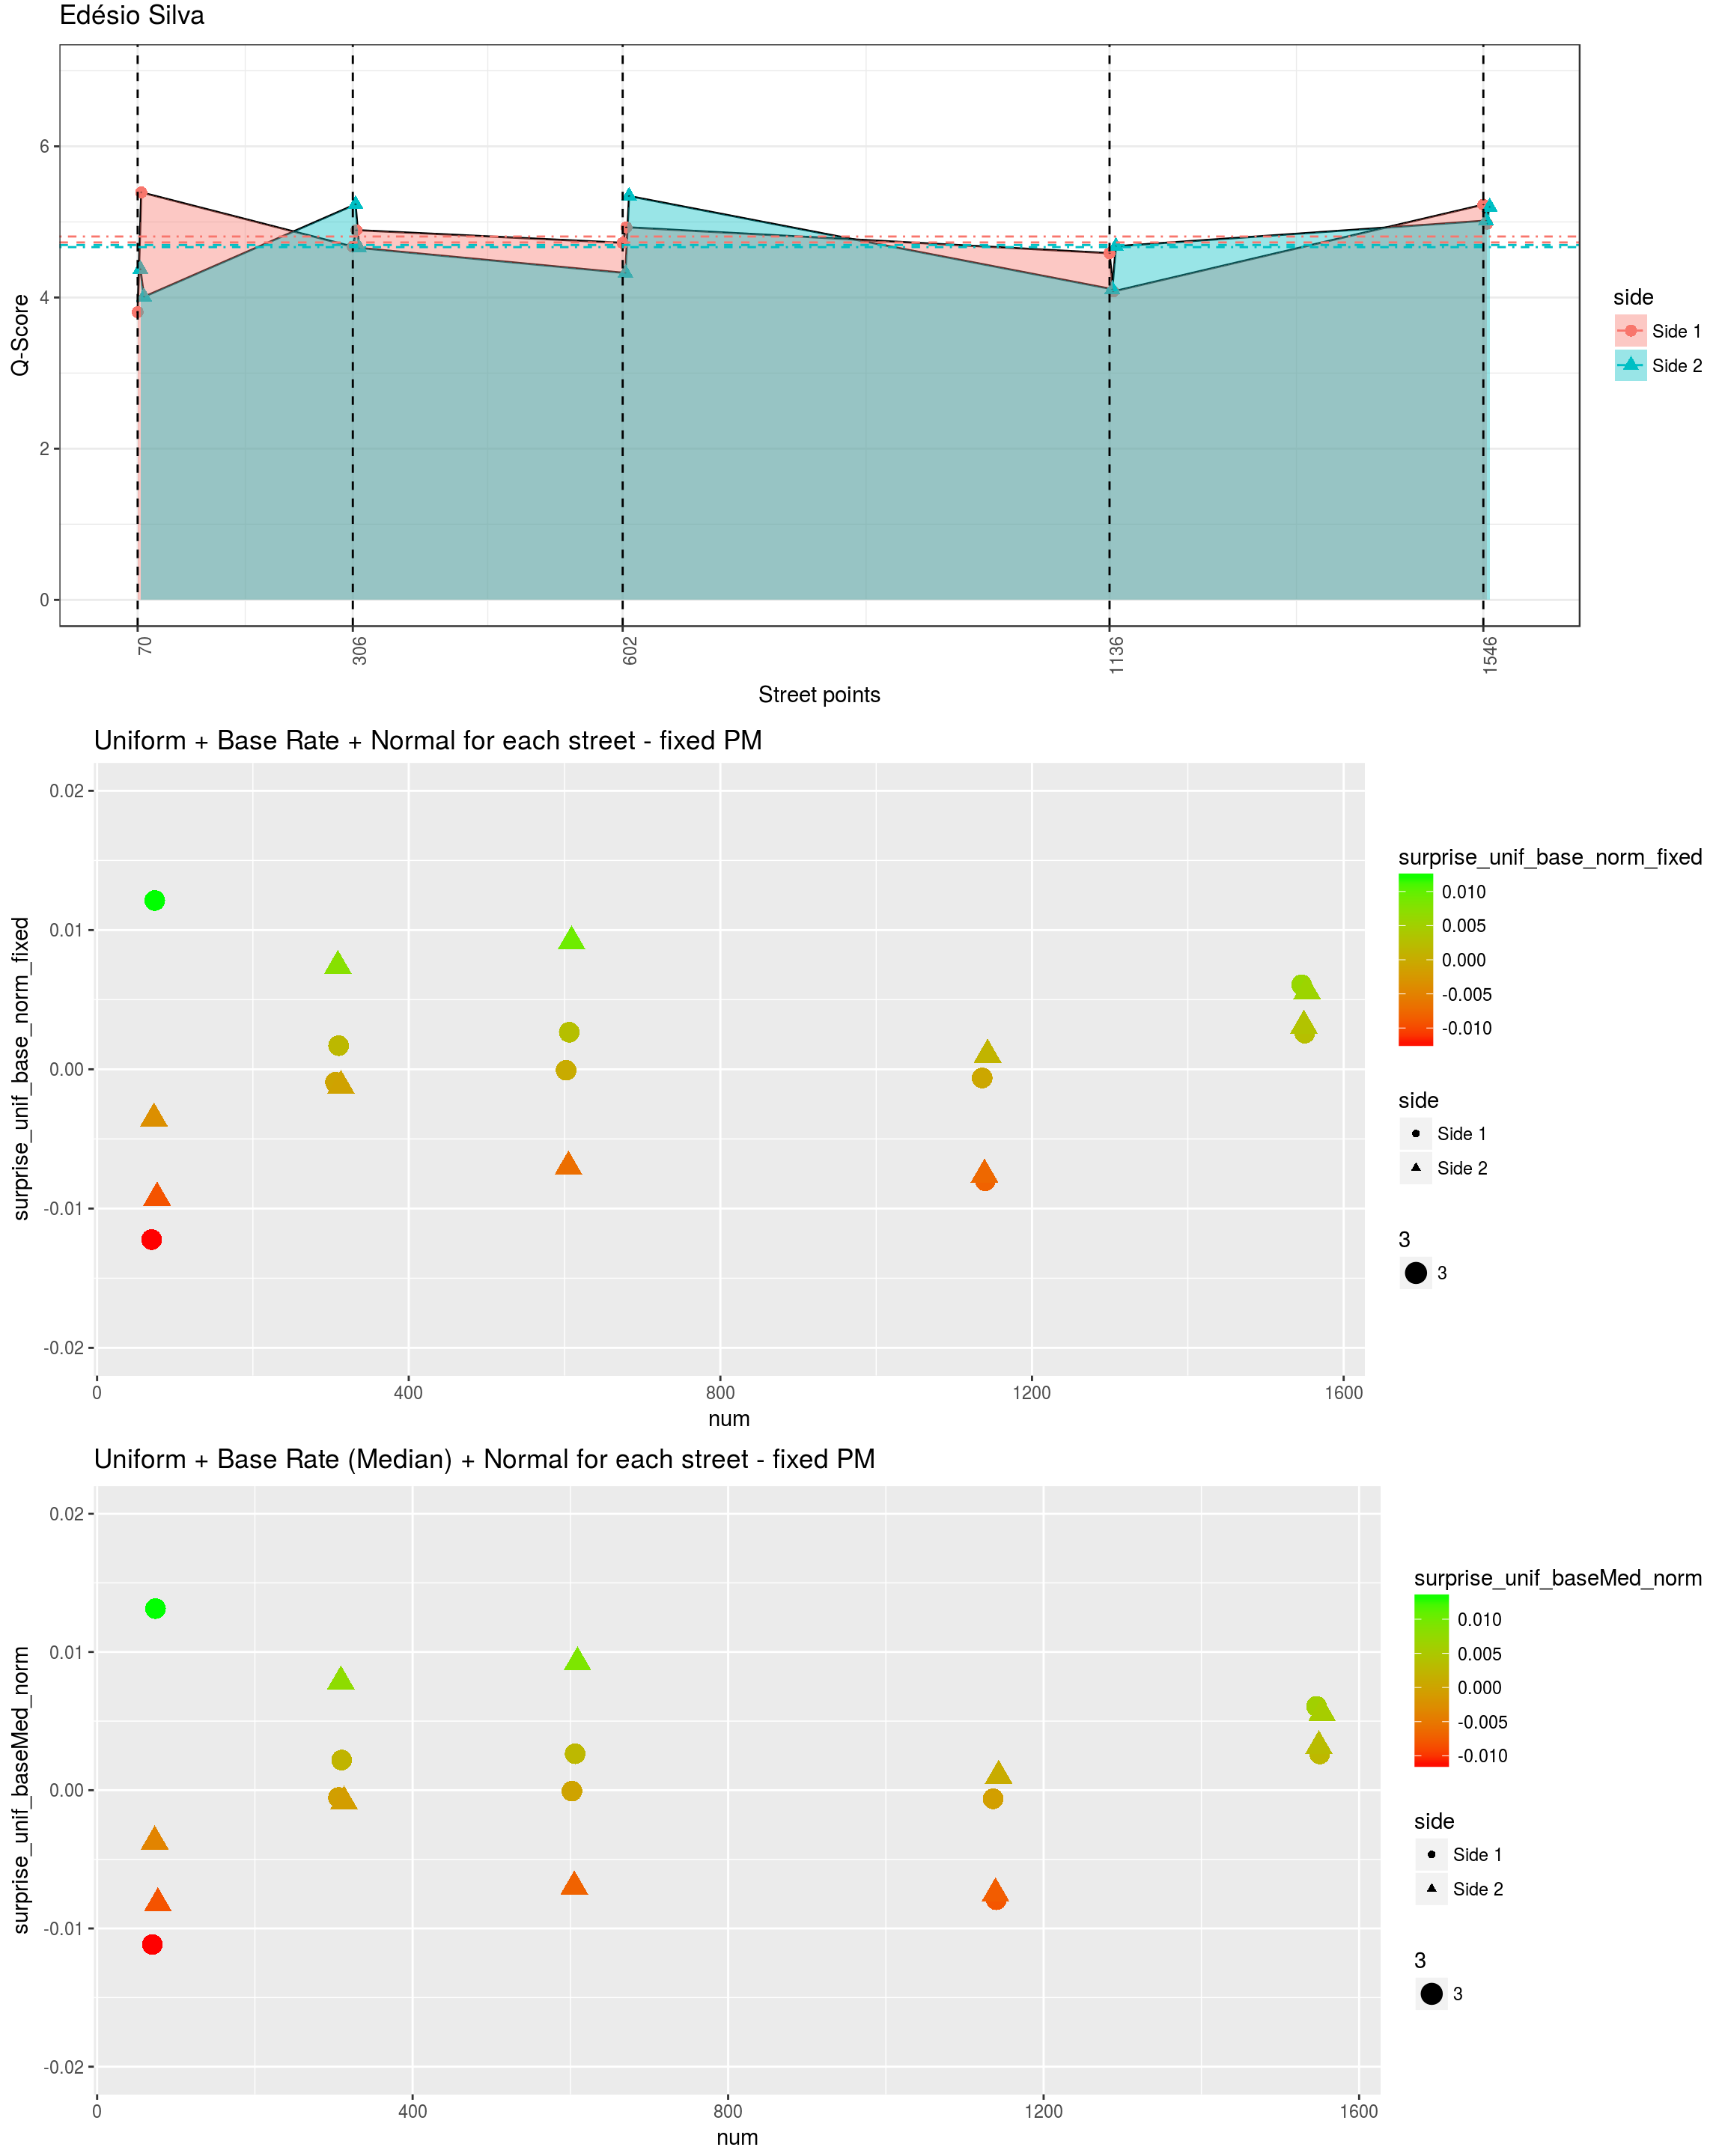 Edésio Silva
6
4
2
0
Q-Score
70
306
602
1136
1546
Street points
side
Side 1
Side 2
Uniform + Base Rate + Normal for each street - fixed PM
0.02
0.01
0.00
-0.01
-0.02
surprise_unif_base_norm_fixed
0
400
800
1200
1600
num
surprise_unif_base_norm_fixed
0.010
0.005
0.000
-0.005
-0.010
side
Side 1
Side 2
3
3
Uniform + Base Rate (Median) + Normal for each street - fixed PM
0.02
0.01
0.00
-0.01
-0.02
surprise_unif_baseMed_norm
0
400
800
1200
1600
num
surprise_unif_baseMed_norm
0.010
0.005
0.000
-0.005
-0.010
side
Side 1
Side 2
3
3